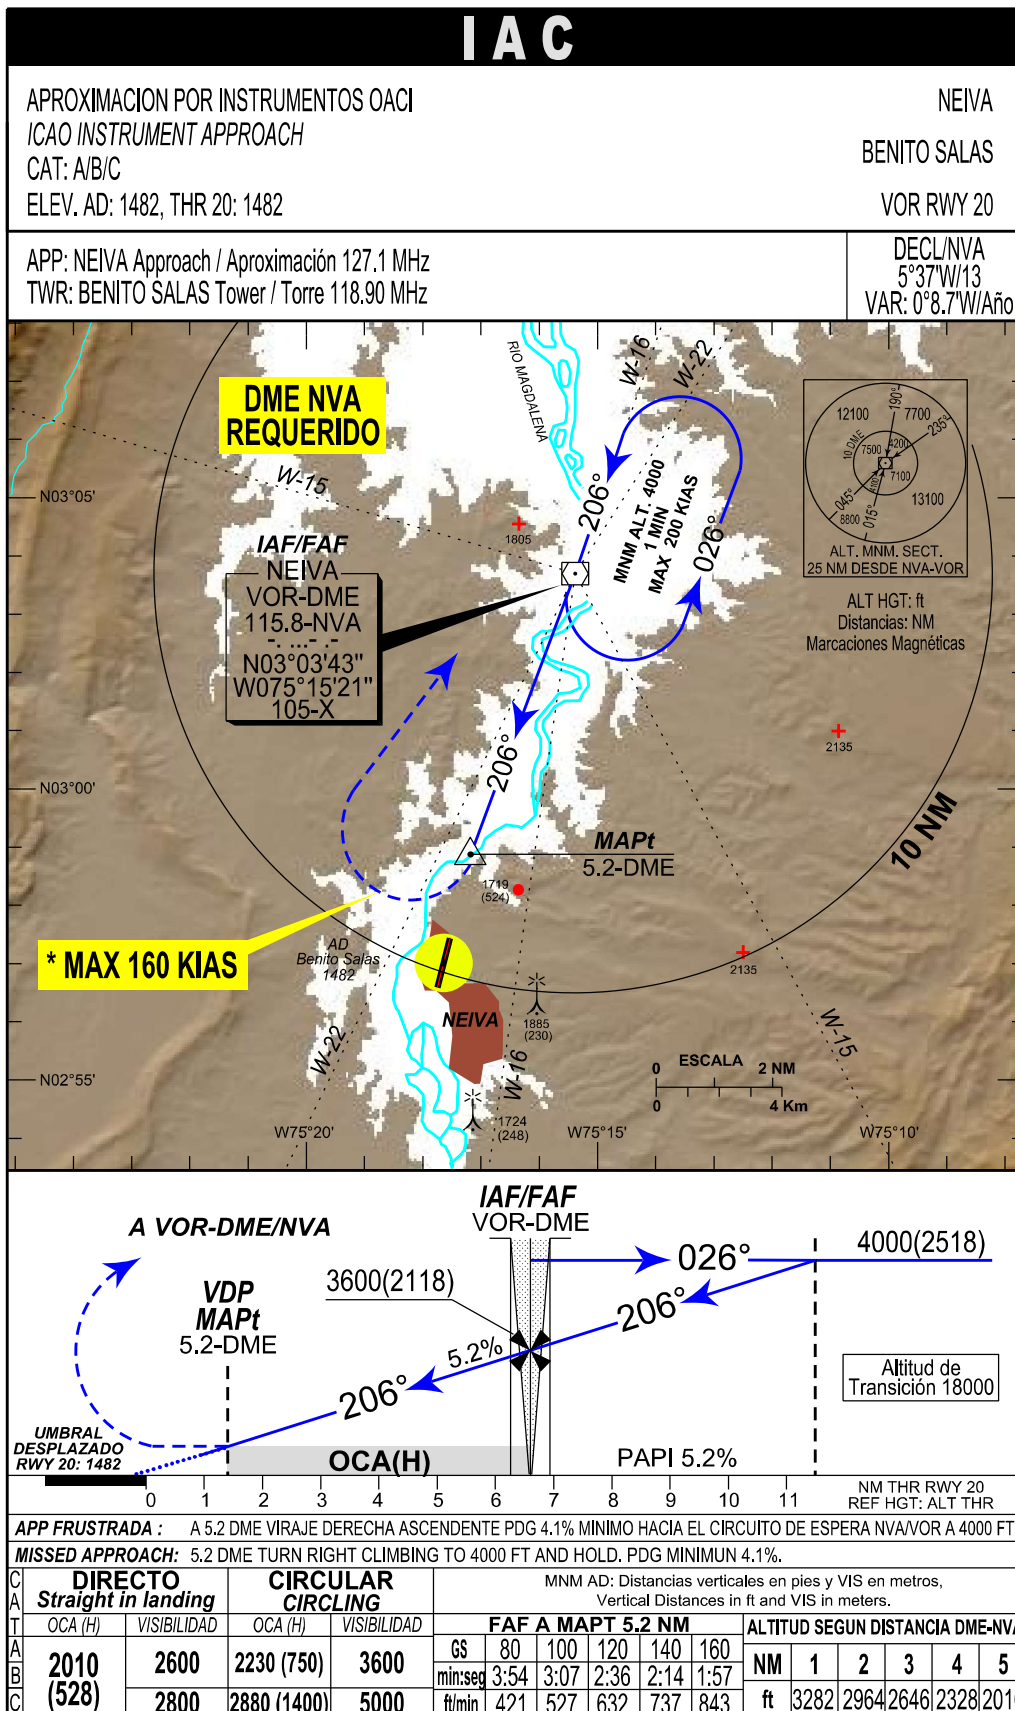 IAC
APROXIMACION POR INSTRUMENTOS OACI
ICAO INSTRUMENT APPROACH
CAT: A/B/C
ELEV. AD: 1482, THR 20: 1482
NEIVA
BENITO SALAS
VOR RWY 20
APP: NEIVA Approach / Aproximación 127.1 MHz
TWR: BENITO SALAS Tower / Torre 118.90 MHz
DECL/NVA
5°37'W/13
VAR: 0°8.7'W/Año
DME NVA
REQUERIDO
RIO MAGDALENA
W-16
W-22
W-15
N03°05'
1805
206°
MNM ALT. 4000
1 MIN
MAX 200 KIAS
026°
12100
190°
7700
235°
10 DME
7500
4200
7100
045°
015°
8800
13100
ALT. MNM. SECT.
25 NM DESDE NVA-VOR
ALT HGT: ft
Distancias: NM
Marcaciones Magnéticas
IAF/FAF
NEIVA
VOR-DME
115.8-NVA
-. ...- .-
N03°03'43"
W075°15'21"
105-X
2135
206°
N03°00'
10 NM
MAPt
5.2-DME
1719
(524)
* MAX 160 KIAS
AD
Benito Salas
1482
2135
NEIVA
1885
(230)
W-22
W-16
W-15
N02°55'
ESCALA
0 2 NM
0 4 Km
1724
(248)
W75°20'
W75°15'
W75°10'
IAF/FAF
VOR-DME
A VOR-DME/NVA
026°
4000(2518)
3600(2118)
VDP
MAPt
5.2-DME
206°
5.2%
206°
Altitud de
Transición 18000
UMBRAL
DESPLAZADO
RWY 20: 1482
OCA(H)
PAPI 5.2%
0 1 2 3 4 5 6 7 8 9 10 11
NM THR RWY 20
REF HGT: ALT THR
APP FRUSTRADA : A 5.2 DME VIRAJE DERECHA ASCENDENTE PDG 4.1% MÍNIMO HACIA EL CIRCUITO DE ESPERA NVA/VOR A 4000 FT
MISSED APPROACH: 5.2 DME TURN RIGHT CLIMBING TO 4000 FT AND HOLD. PDG MINIMUN 4.1%.
CAT
DIRECTO
Straight in landing
CIRCULAR
CIRCLING
MNM AD: Distancias verticales en pies y VIS en metros,
Vertical Distances in ft and VIS in meters.
OCA (H) VISIBILIDAD OCA (H) VISIBILIDAD
FAF A MAPT 5.2 NM
ALTITUD SEGUN DISTANCIA DME-NVA
A
B
C
2010
(528)
2600 2230 (750) 3600
2800 2880 (1400) 5000
GS 80 100 120 140 160
min:seg 3:54 3:07 2:36 2:14 1:57
ft/min 421 527 632 737 843
NM 1 2 3 4 5
ft 3282 2964 2646 2328 2010